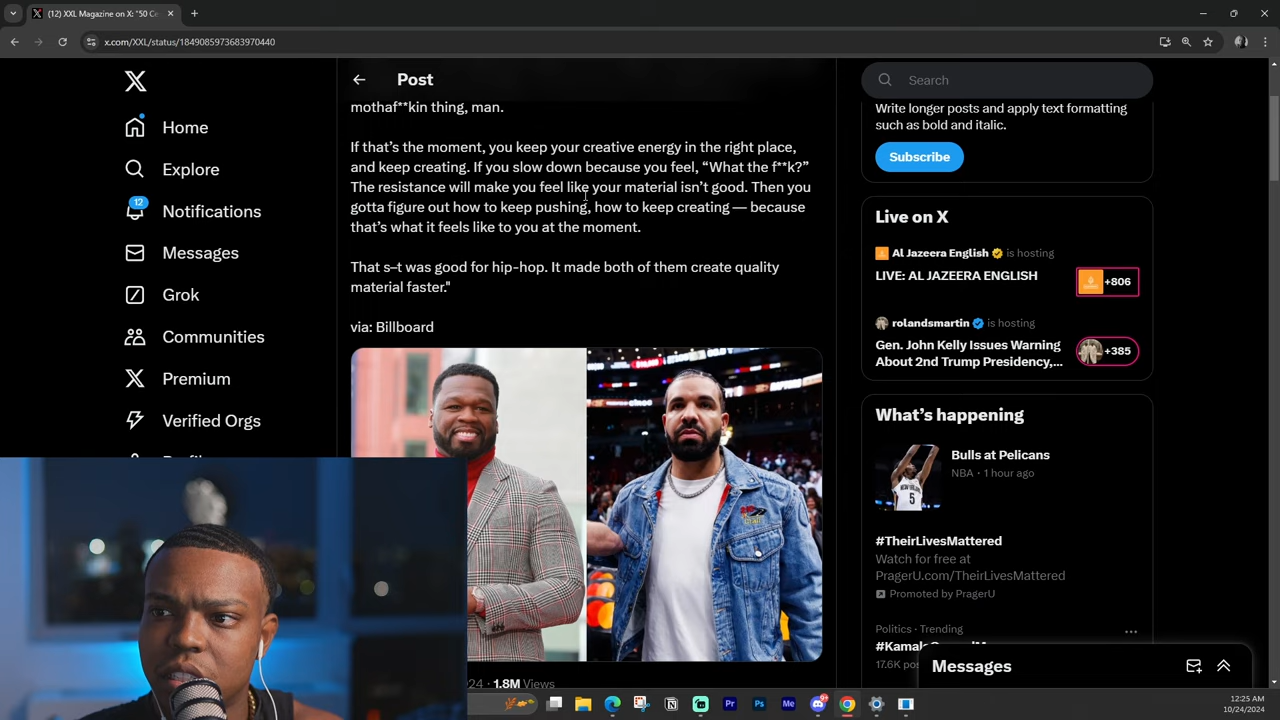 (12) XXL Magazine on X: "50 Ce
x.com/XXL/status/1849085973683970440
Post
Search
Home
Explore
12
Notifications
Messages
Grok
Communities
Premium
Verified Orgs
mothaf**kin thing, man.
If that's the moment, you keep your creative energy in the right place,
and keep creating. If you slow down because you feel, “What the f**k?”
The resistance will make you feel like your material isn't good. Then you
gotta figure out how to keep pushing, how to keep creating — because
that's what it feels like to you at the moment.
That s–t was good for hip-hop. It made both of them create quality
material faster."
via: Billboard
24 · 1.8M Views
Write longer posts and apply text formatting
such as bold and italic.
Subscribe
Live on X
Al Jazeera English is hosting
LIVE: AL JAZEERA ENGLISH
+806
rolandsmartin is hosting
Gen. John Kelly Issues Warning
About 2nd Trump Presidency,...
+385
What's happening
Bulls at Pelicans
NBA · 1 hour ago
#TheirLivesMattered
Watch for free at
PragerU.com/TheirLivesMattered
Promoted by PragerU
Politics · Trending
17.6K
Messages
12:25 AM
10/24/2024